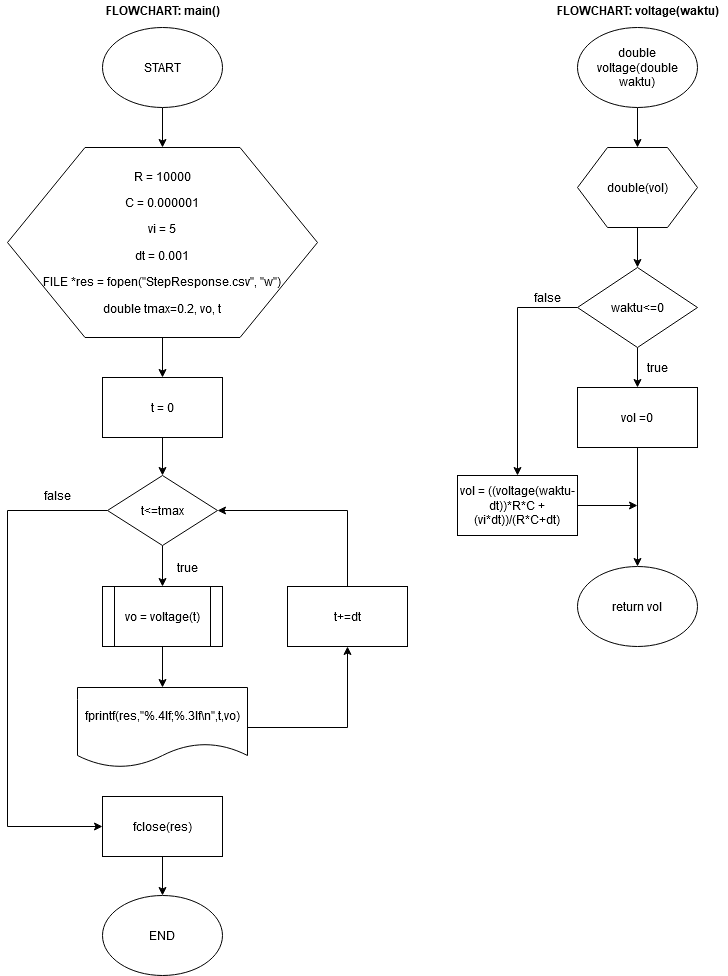 FLOWCHART: main()
START
R = 10000
C = 0.000001
vi = 5
dt = 0.001
FILE *res = fopen("StepResponse.csv", "w")
double tmax=0.2, vo, t
t = 0
t<=tmax
false
true
vo = voltage(t)
t+=dt
fprintf(res,"%.4lf;%.3lf\n",t,vo)
fclose(res)
END
FLOWCHART: voltage(waktu)
double
voltage(double
waktu)
double(vol)
waktu<=0
false
true
vol =0
vol = ((voltage(waktu-
dt))*R*C +
(vi*dt))/(R*C+dt)
return vol